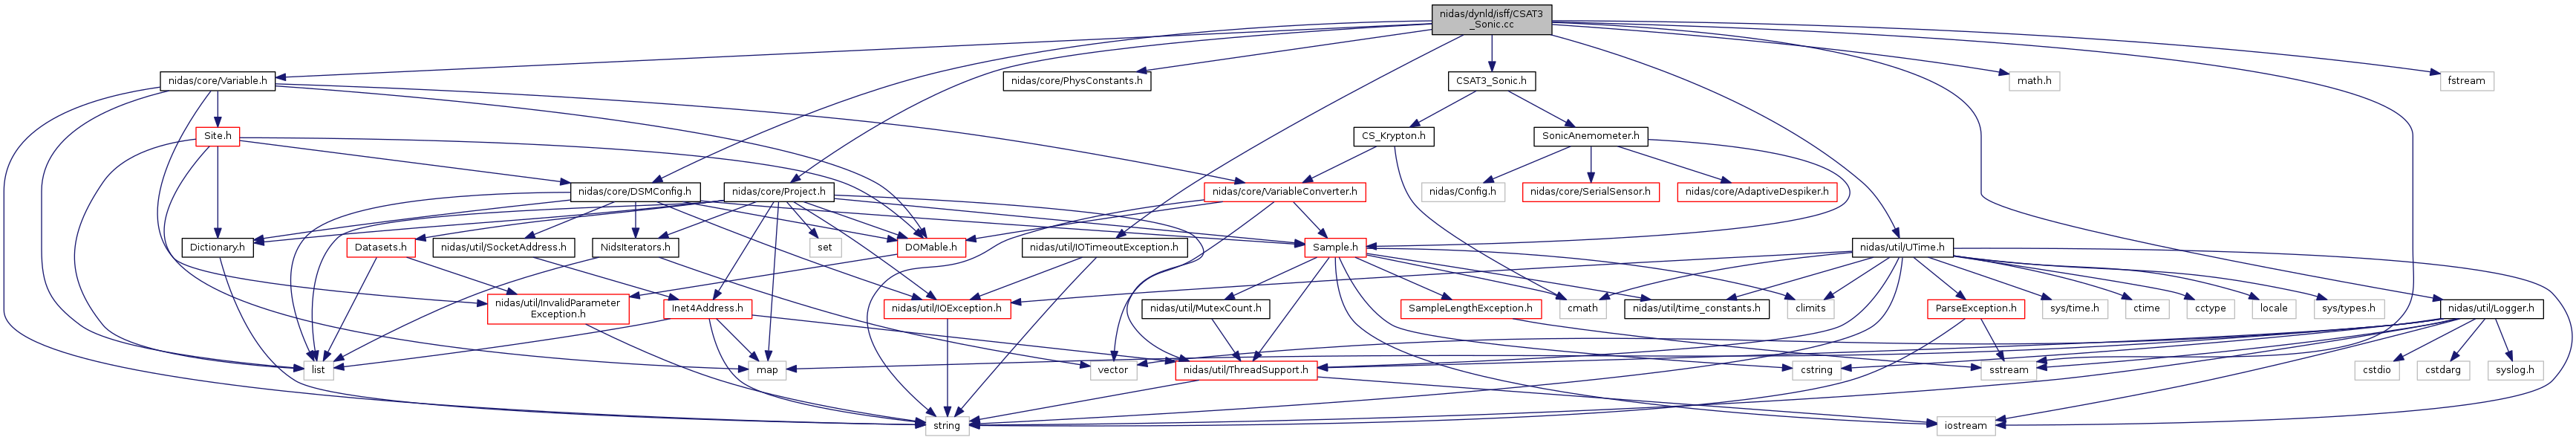 nidas/dynld/isff/CSAT3
_Sonic.cc
nidas/core/Variable.h
nidas/core/PhysConstants.h
CSAT3_Sonic.h
math.h
fstream
Site.h
CS_Krypton.h
SonicAnemometer.h
nidas/core/DSMConfig.h
nidas/core/Project.h
nidas/core/VariableConverter.h
nidas/Config.h
nidas/core/SerialSensor.h
nidas/core/AdaptiveDespiker.h
Dictionary.h
Datasets.h
nidas/util/SocketAddress.h
NidsIterators.h
set
DOMable.h
nidas/util/IOTimeoutException.h
Sample.h
nidas/util/UTime.h
nidas/util/InvalidParameter
Exception.h
Inet4Address.h
nidas/util/IOException.h
nidas/util/MutexCount.h
SampleLengthException.h
cmath
nidas/util/time_constants.h
climits
ParseException.h
sys/time.h
ctime
cctype
locale
sys/types.h
nidas/util/Logger.h
list
map
vector
nidas/util/ThreadSupport.h
cstring
sstream
cstdio
cstdarg
syslog.h
string
iostream